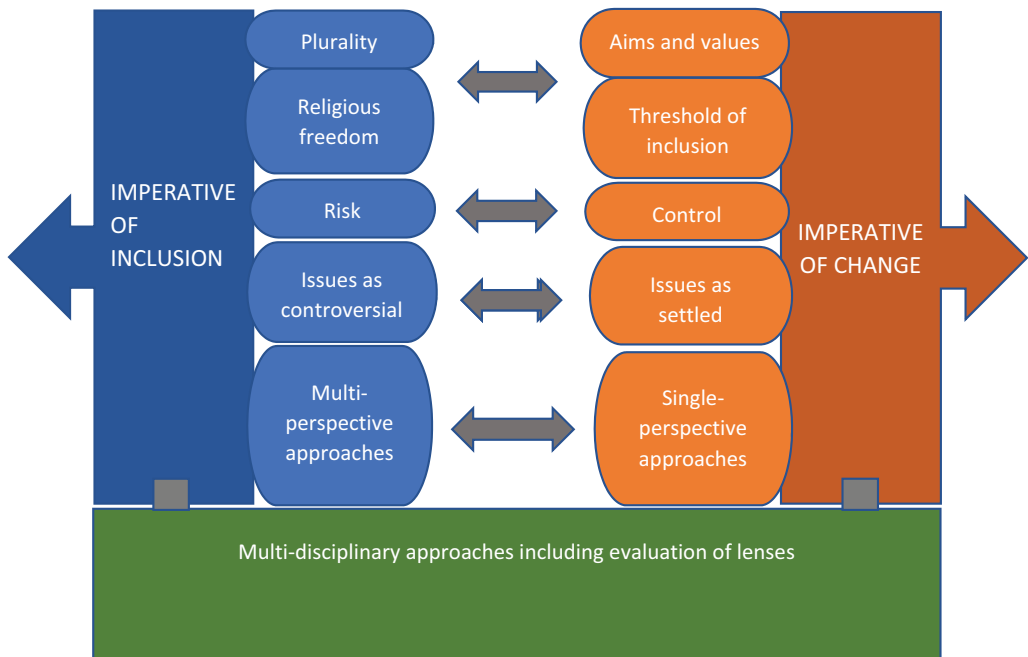 Plurality
Religious
freedom
Risk
Issues as
controversial
Multi-
perspective
approaches
IMPERATIVE
OF
INCLUSION
Aims and values
Threshold of
inclusion
Control
Issues as
settled
Single-
perspective
approaches
IMPERATIVE
OF CHANGE
Multi-disciplinary approaches including evaluation of lenses